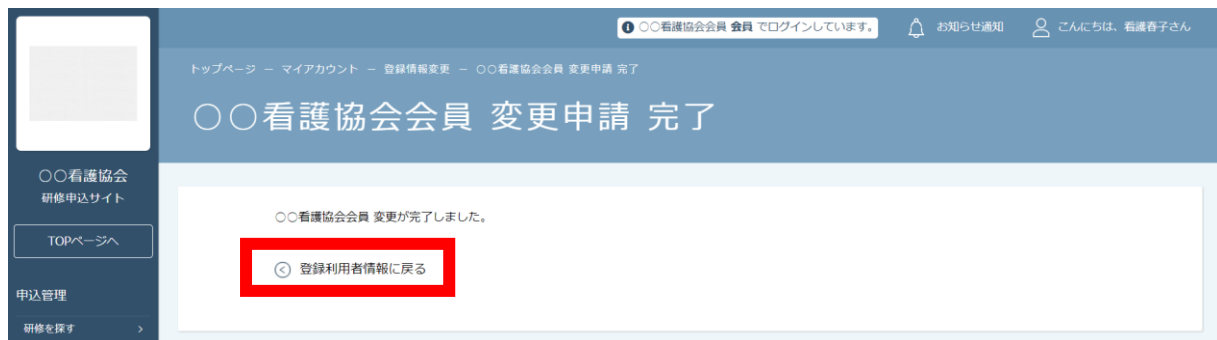 ○○看護協会会員 会員 でログインしています。
お知らせ通知
こんにちは、看護春子さん
トップページ － マイアカウント － 登録情報変更 － ○○看護協会会員 変更申請 完了
○○看護協会会員 変更申請 完了
○○看護協会
研修申込サイト
TOPページへ
申込管理
研修を探す
○○看護協会会員 変更が完了しました。
登録利用者情報に戻る